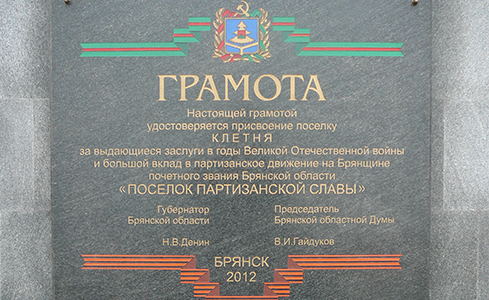 ГРАМОТА
Настоящей грамотой
удостоверяется присвоение поселку
КЛЕТНЯ
за выдающиеся заслуги в годы Великой Отечественной войны
и большой вклад в партизанское движение на Брянщине
почетного звания Брянской области
«ПОСЕЛОК ПАРТИЗАНСКОЙ СЛАВЫ»
Губернатор
Брянской области
Н.В.Денин
Председатель
Брянской областной Думы
В.И.Гайдуков
БРЯНСК
2012